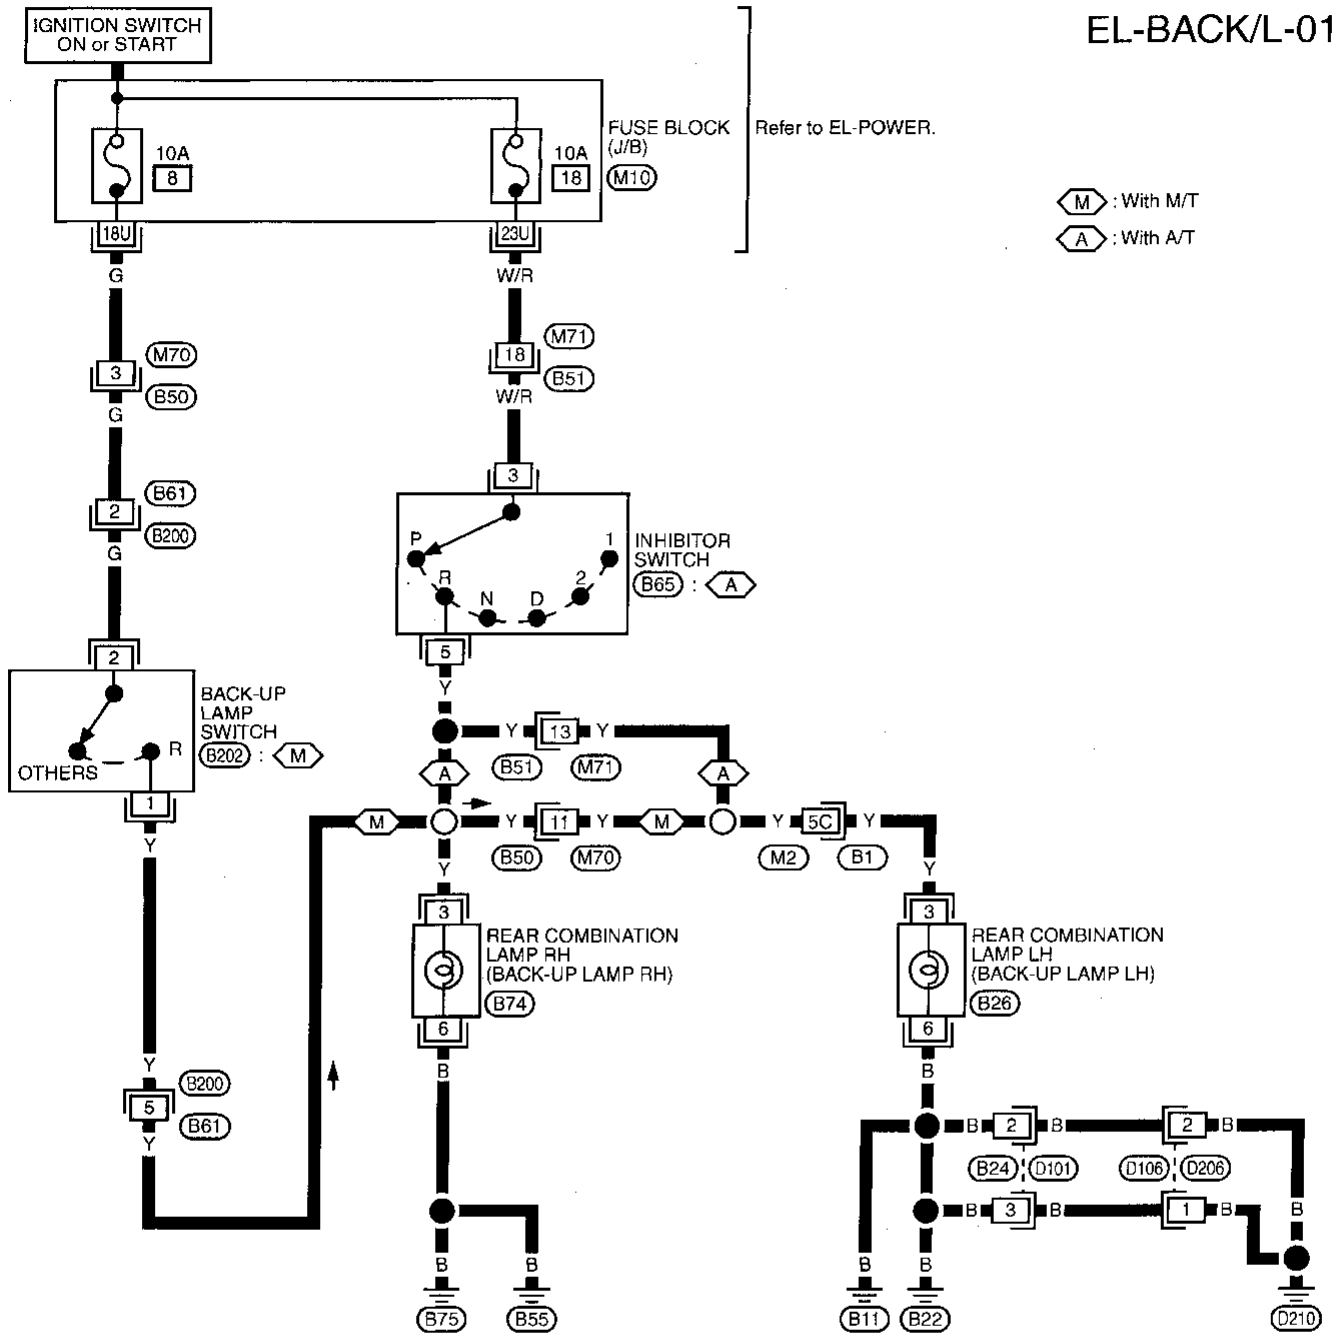 EL-BACK/L-01
IGNITION SWITCH
ON or START
FUSE BLOCK
(J/B)
M10
Refer to EL-POWER.
10A
8
10A
18
M : With M/T
A : With A/T
18U
23U
G
W/R
M70
3
B50
G
M71
18
B51
W/R
B61
2
B200
G
3
P
R
N
D
2
1
INHIBITOR
SWITCH
B65 : A
5
Y
2
BACK-UP
LAMP
SWITCH
B202 : M
OTHERS
R
1
Y
Y
13
Y
B51
M71
A
A
M
Y
11
Y
M
Y
5C
Y
B50
M70
M2
B1
Y
Y
3
REAR COMBINATION
LAMP RH
(BACK-UP LAMP RH)
B74
6
B
3
REAR COMBINATION
LAMP LH
(BACK-UP LAMP LH)
B26
6
B
Y
B200
5
B61
Y
B
2
B
2
B
B24
D101
D106
D206
B
3
B
1
B
B
B
B
B
B
B75
B55
B11
B22
D210